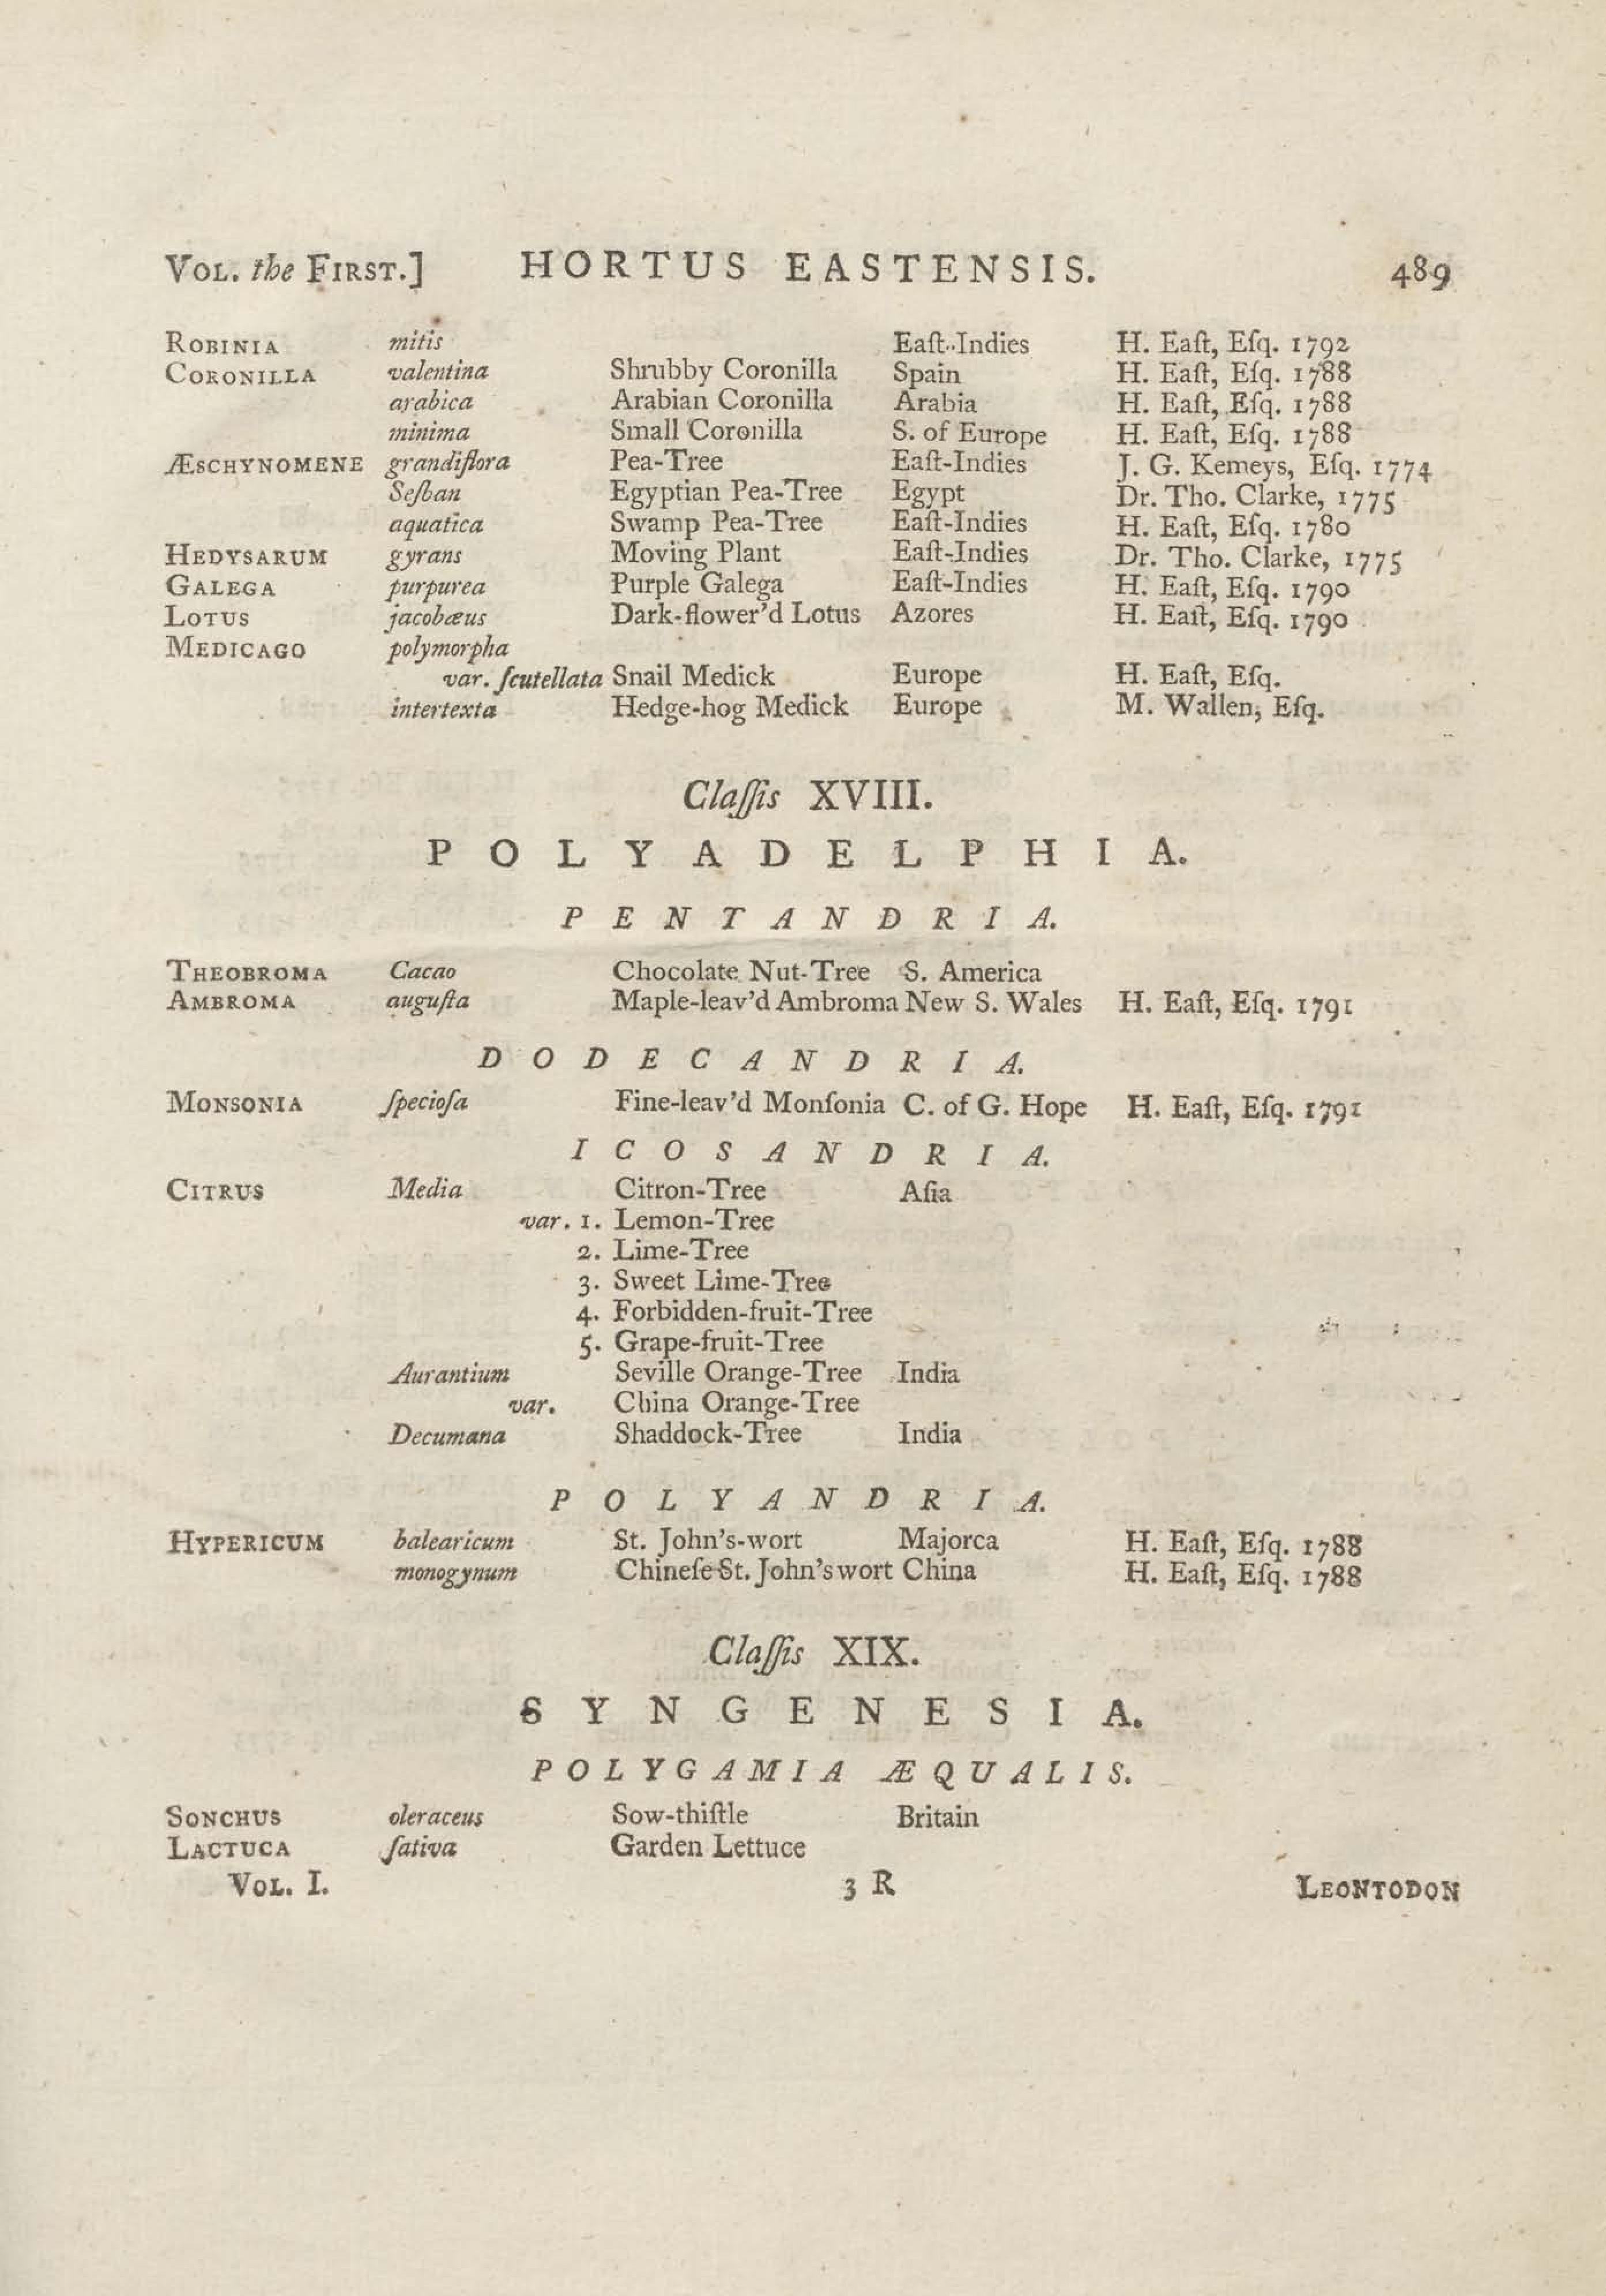 VOL. the FIRST.] HORTUS EASTENSIS. 489
ROBINIA mitis Eaſt-Indies H. Eaſt, Eſq. 1792
CORONILLA valentina Shrubby Coronilla Spain H. Eaſt, Eſq. 1788
arabica Arabian Coronilla Arabia H. Eaſt, Eſq. 1788
minima Small Coronilla S. of Europe H. Eaſt, Eſq. 1788
ÆSCHYNOMENE grandiflora Pea-Tree Eaſt-Indies J. G. Kemeys, Eſq. 1774
Seſban Egyptian Pea-Tree Egypt Dr. Tho. Clarke, 1775
aquatica Swamp Pea-Tree Eaſt-Indies H. Eaſt, Eſq. 1780
HEDYSARUM gyrans Moving Plant Eaſt-Indies Dr. Tho. Clarke, 1775
GALEGA purpurea Purple Galega Eaſt-Indies H. Eaſt, Eſq. 1790
LOTUS jacobæus Dark-flower'd Lotus Azores H. Eaſt, Eſq. 1790
MEDICAGO polymorpha
var. ſcutellata Snail Medick Europe H. Eaſt, Eſq.
intertexta Hedge-hog Medick Europe M. Wallen, Eſq.
Claſſis XVIII.
POLYADELPHIA.
PENTANDRIA.
THEOBROMA Cacao Chocolate Nut-Tree S. America
AMBROMA auguſta Maple-leav'd Ambroma New S. Wales H. Eaſt, Eſq. 1791
DODECANDRIA.
MONSONIA ſpecioſa Fine-leav'd Monſonia C. of G. Hope H. Eaſt, Eſq. 1791
ICOSANDRIA.
CITRUS Media Citron-Tree Aſia
var. 1. Lemon-Tree
2. Lime-Tree
3. Sweet Lime-Tree
4. Forbidden-fruit-Tree
5. Grape-fruit-Tree
Aurantium Seville Orange-Tree India
var. China Orange-Tree
Decumana Shaddock-Tree India
POLYANDRIA.
HYPERICUM balearicum St. John's-wort Majorca H. Eaſt, Eſq. 1788
monogynum Chineſe St. John's wort China H. Eaſt, Eſq. 1788
Claſſis XIX.
SYNGENESIA.
POLYGAMIA ÆQUALIS.
SONCHUS oleraceus Sow-thiſtle Britain
LACTUCA ſativa Garden Lettuce
VOL. I. 3 R LEONTODON